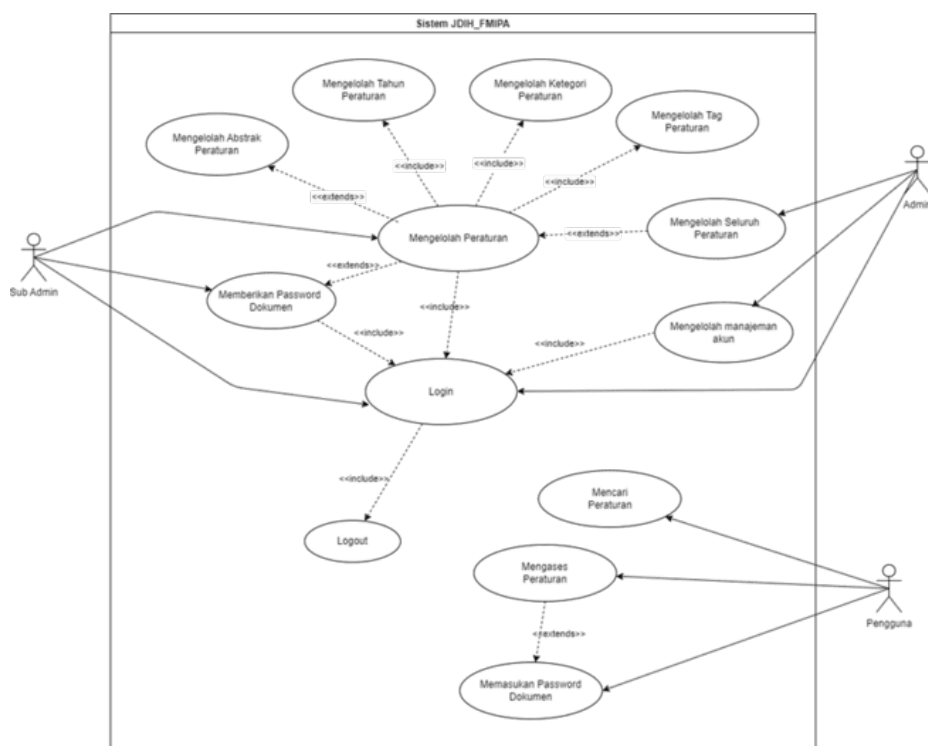 Sistem JDIH_FMIPA
Mengelolah Tahun
Peraturan
Mengelolah Ketegori
Peraturan
Mengelolah Tag
Peraturan
Mengelolah Abstrak
Peraturan
<<include>>
<<include>>
<<include>>
<<extends>>
Admin
Mengelolah Seluruh
Peraturan
Mengelolah Peraturan
<<extends>>
Sub Admin
<<extends>>
Memberikan Password
Dokumen
<<include>>
Mengelolah manajeman
akun
<<include>>
<<include>>
Login
<<include>>
Mencari
Peraturan
Logout
Mengases
Peraturan
Pengguna
<<extends>>
Memasukan Password
Dokumen